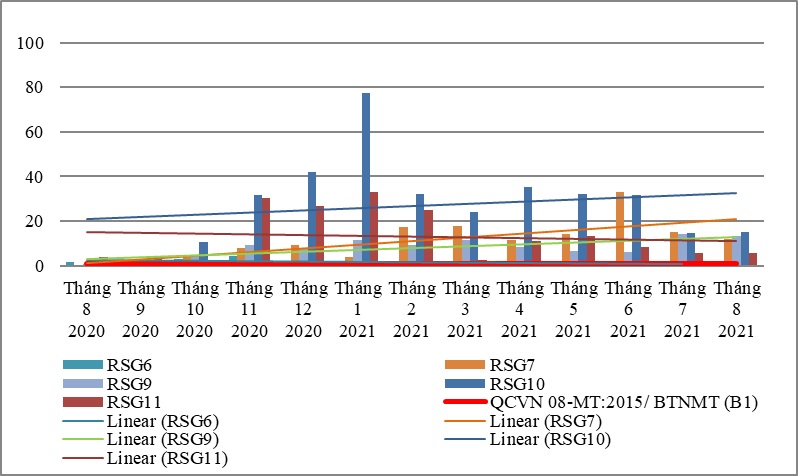 100
80
60
40
20
0
Tháng Tháng Tháng Tháng Tháng Tháng Tháng Tháng Tháng Tháng Tháng Tháng Tháng
8 9 10 11 12 1 2 3 4 5 6 7 8
2020 2020 2020 2020 2020 2021 2021 2021 2021 2021 2021 2021 2021
RSG6 RSG7
RSG9 RSG10
RSG11 QCVN 08-MT:2015/ BTNMT (B1)
Linear (RSG6) Linear (RSG7)
Linear (RSG9) Linear (RSG10)
Linear (RSG11)